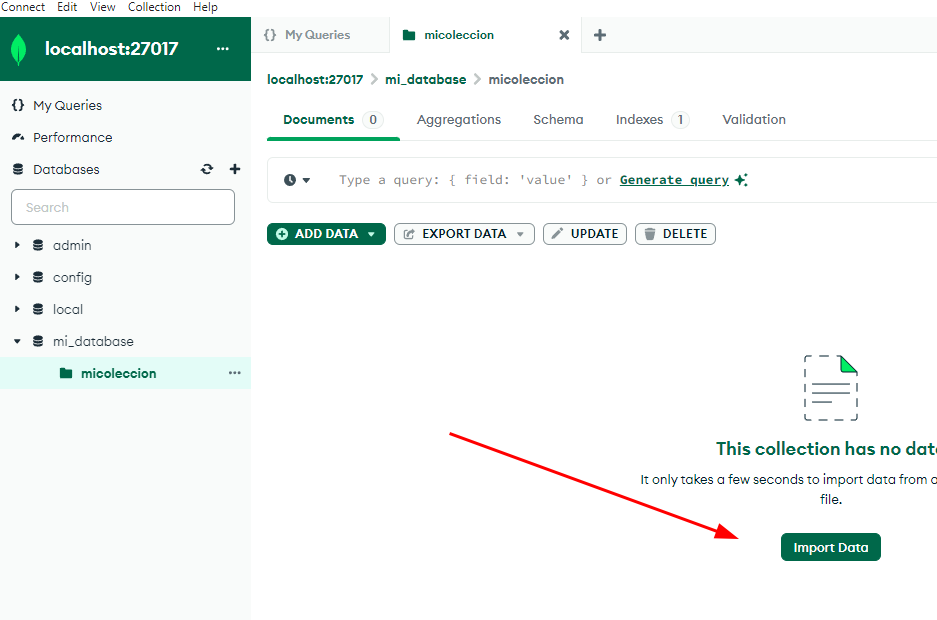 Connect Edit View Collection Help
localhost:27017 ...
{} My Queries
micoleccion
localhost:27017 > mi_database > micoleccion
{} My Queries
Performance
Databases
Search
admin
config
local
mi_database
micoleccion ...
Documents 0 Aggregations Schema Indexes 1 Validation
Type a query: { field: 'value' } or Generate query
ADD DATA EXPORT DATA UPDATE DELETE
This collection has no dat
It only takes a few seconds to import data from a
file.
Import Data